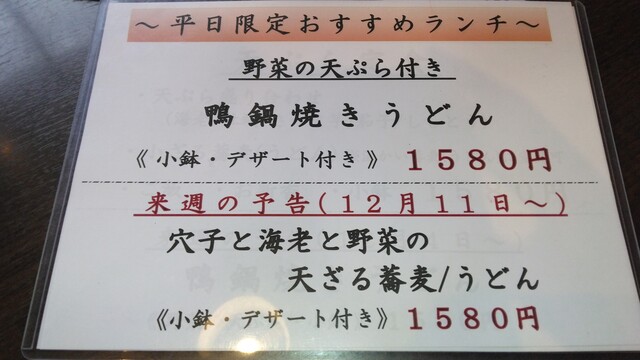 ～平日限定おすすめランチ～
野菜の天ぷら付き
鴨鍋焼きうどん
《小鉢・デザート付き》 １５８０円
来週の予告(１２月１１日～)
穴子と海老と野菜の
天ざる蕎麦/うどん
《小鉢・デザート付き》１５８０円